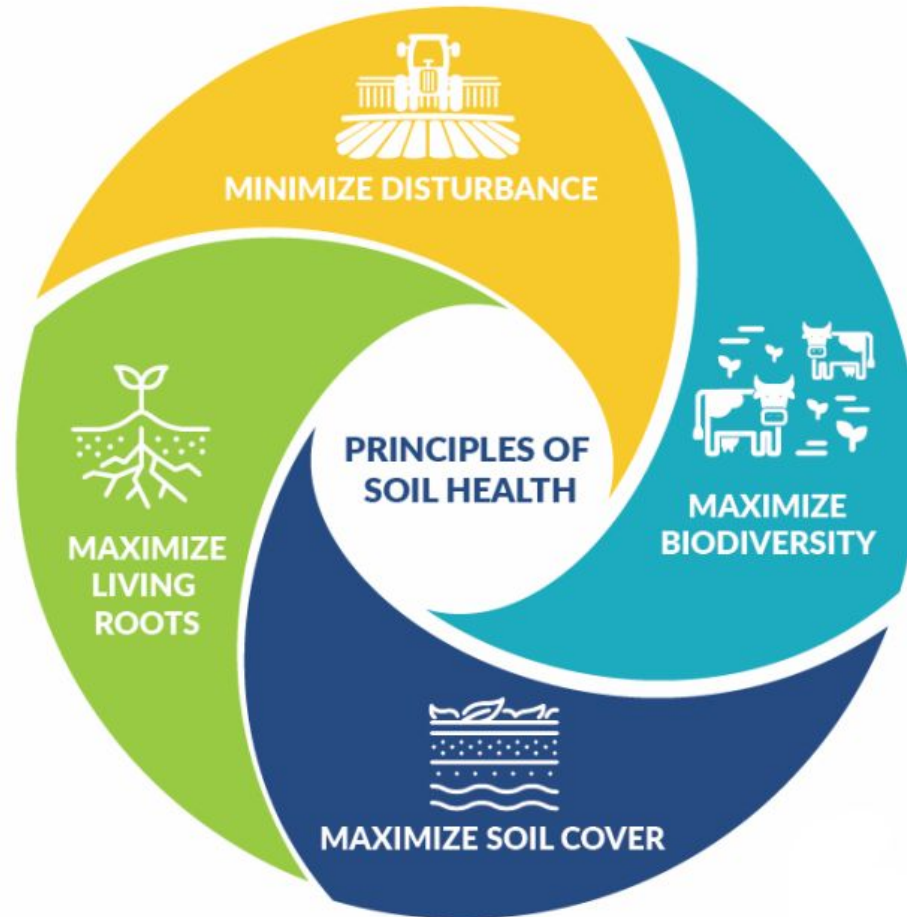 MINIMIZE DISTURBANCE
MAXIMIZE
BIODIVERSITY
MAXIMIZE SOIL COVER
MAXIMIZE
LIVING
ROOTS
PRINCIPLES OF
SOIL HEALTH